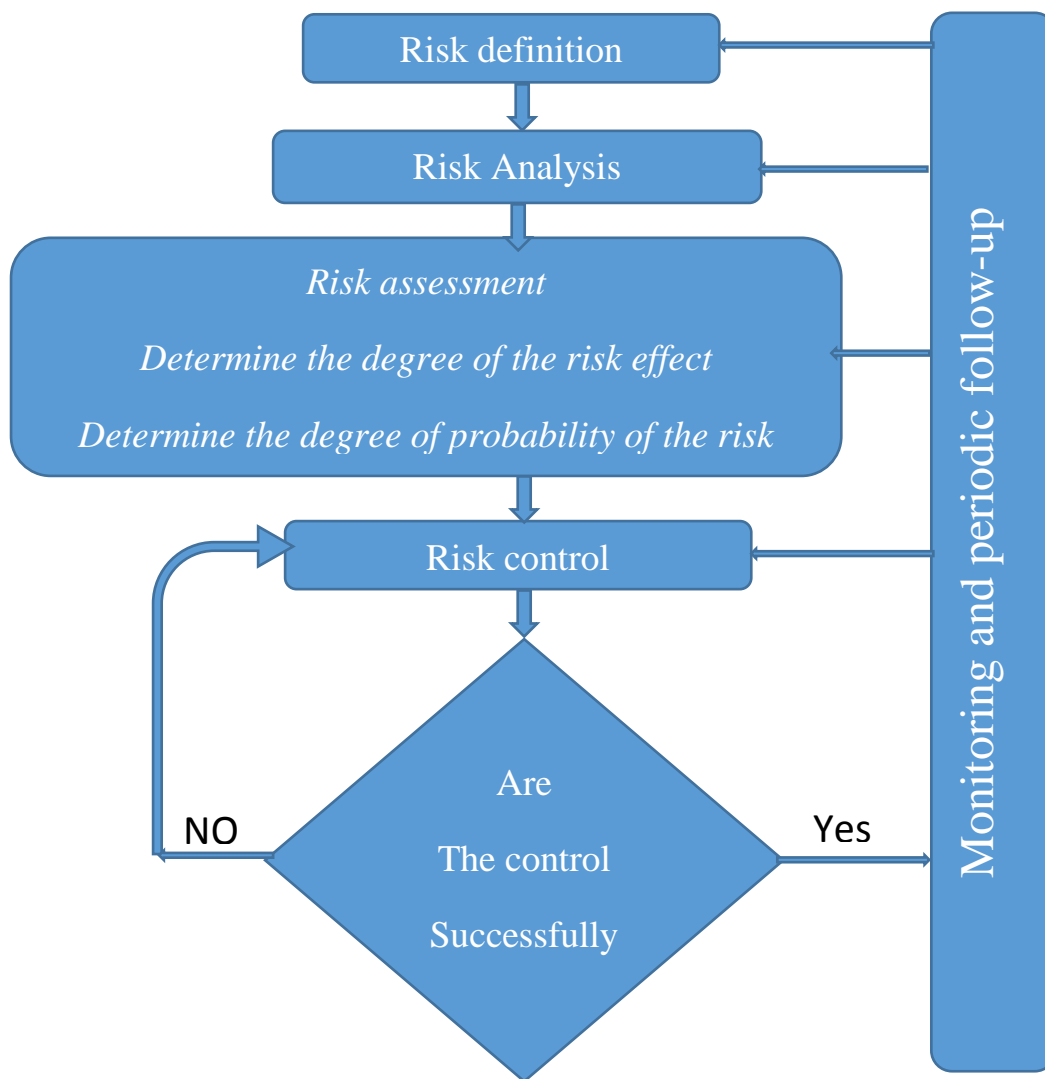 Risk definition
Risk Analysis
Risk assessment
Determine the degree of the risk effect
Determine the degree of probability of the risk
Risk control
Are
The control
Successfully
NO
Yes
Monitoring and periodic follow-up